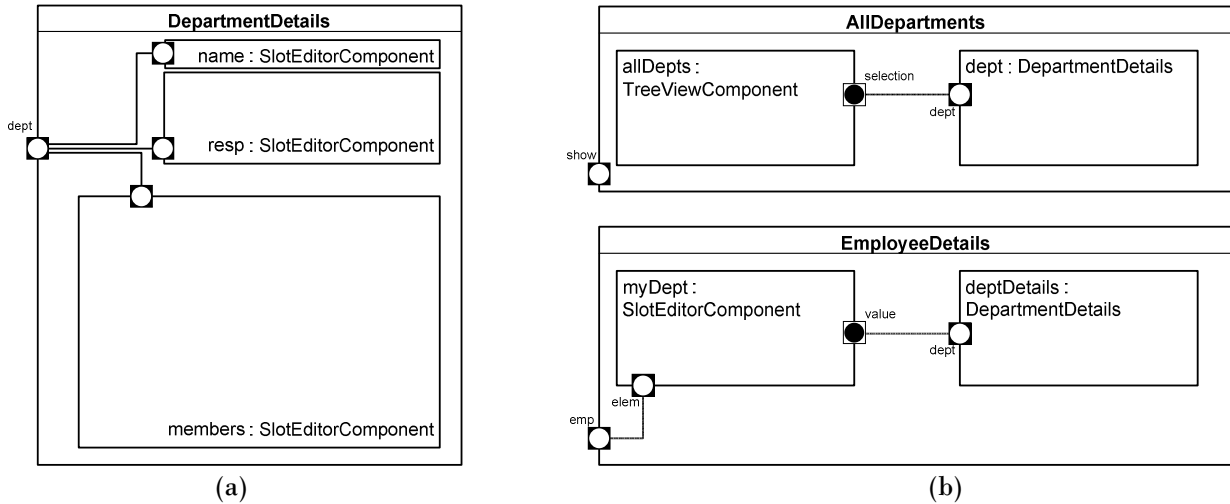 DepartmentDetails
name : SlotEditorComponent
dept
resp : SlotEditorComponent
members : SlotEditorComponent
(a)
AllDepartments
allDepts :
TreeViewComponent
selection
dept : DepartmentDetails
dept
show
EmployeeDetails
myDept :
SlotEditorComponent
value
deptDetails :
DepartmentDetails
dept
elem
emp
(b)